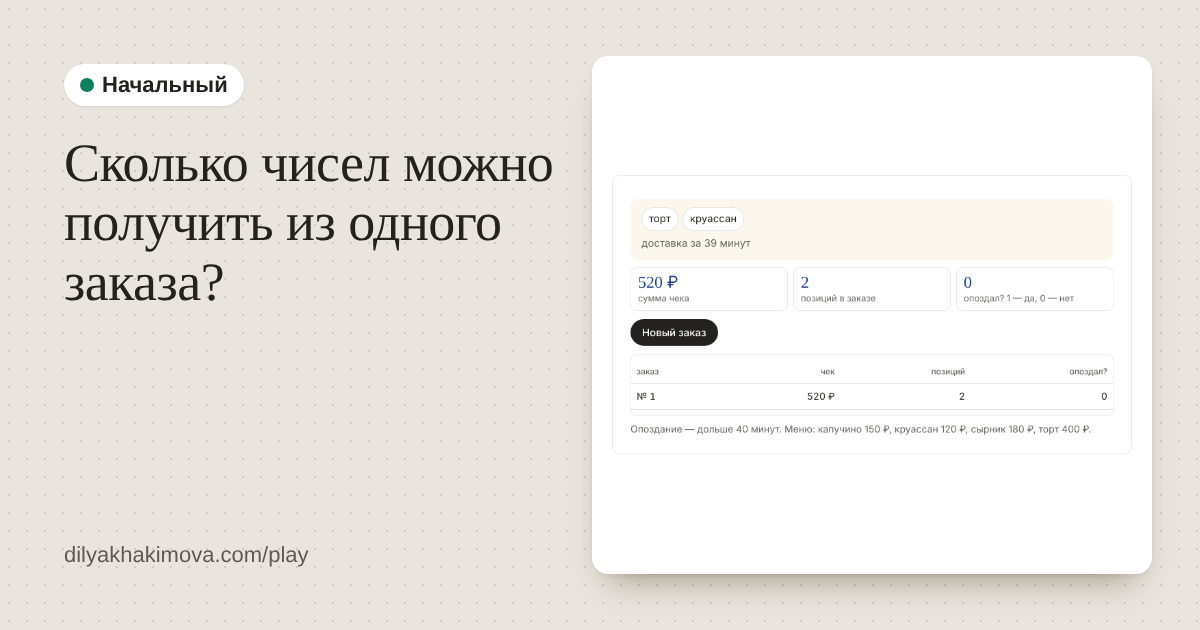 Начальный
Сколько чисел можно
получить из одного
заказа?
dilyakhakimova.com/play
торт круассан
доставка за 39 минут
520 ₽ 2 0
сумма чека позиций в заказе опоздал? 1 — да, 0 — нет
Новый заказ
заказ чек позиций опоздал?
№ 1 520 ₽ 2 0
Опоздание — дольше 40 минут. Меню: капучино 150 ₽, круассан 120 ₽, сырник 180 ₽, торт 400 ₽.